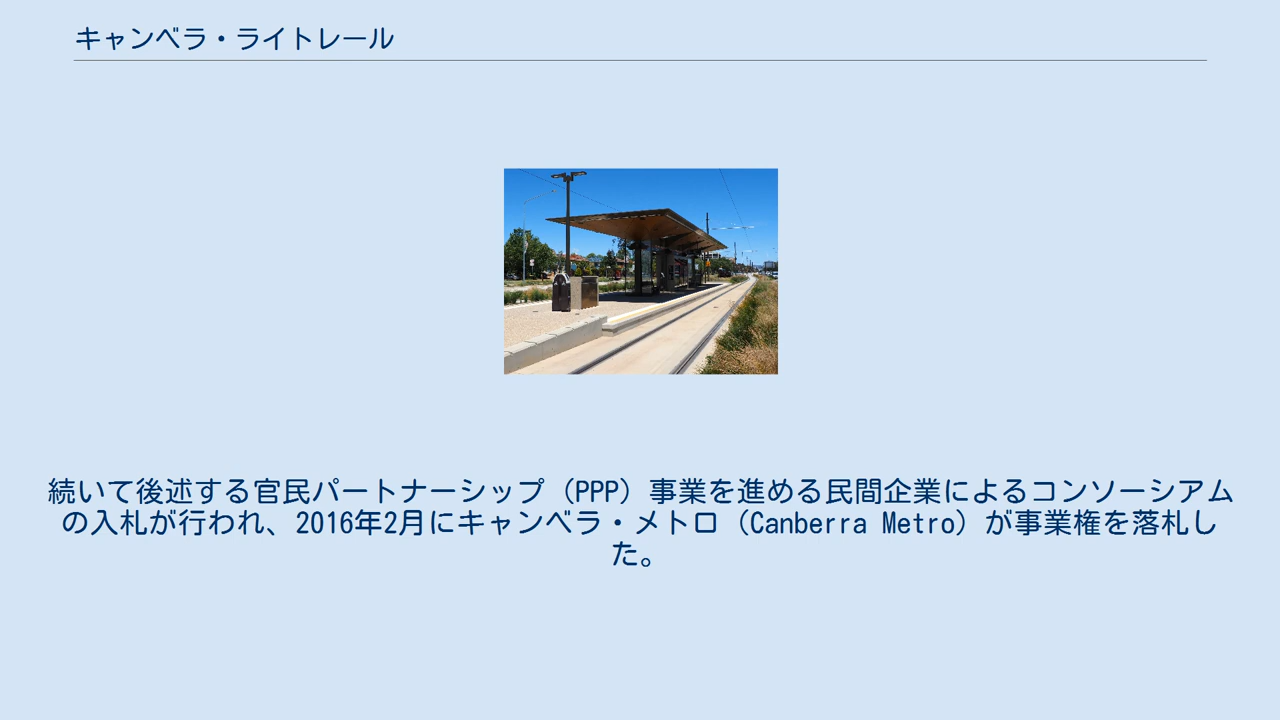 キャンベラ・ライトレール
続いて後述する官民パートナーシップ（PPP）事業を進める民間企業によるコンソーシアム
の入札が行われ、2016年2月にキャンベラ・メトロ（Canberra Metro）が事業権を落札し
た。